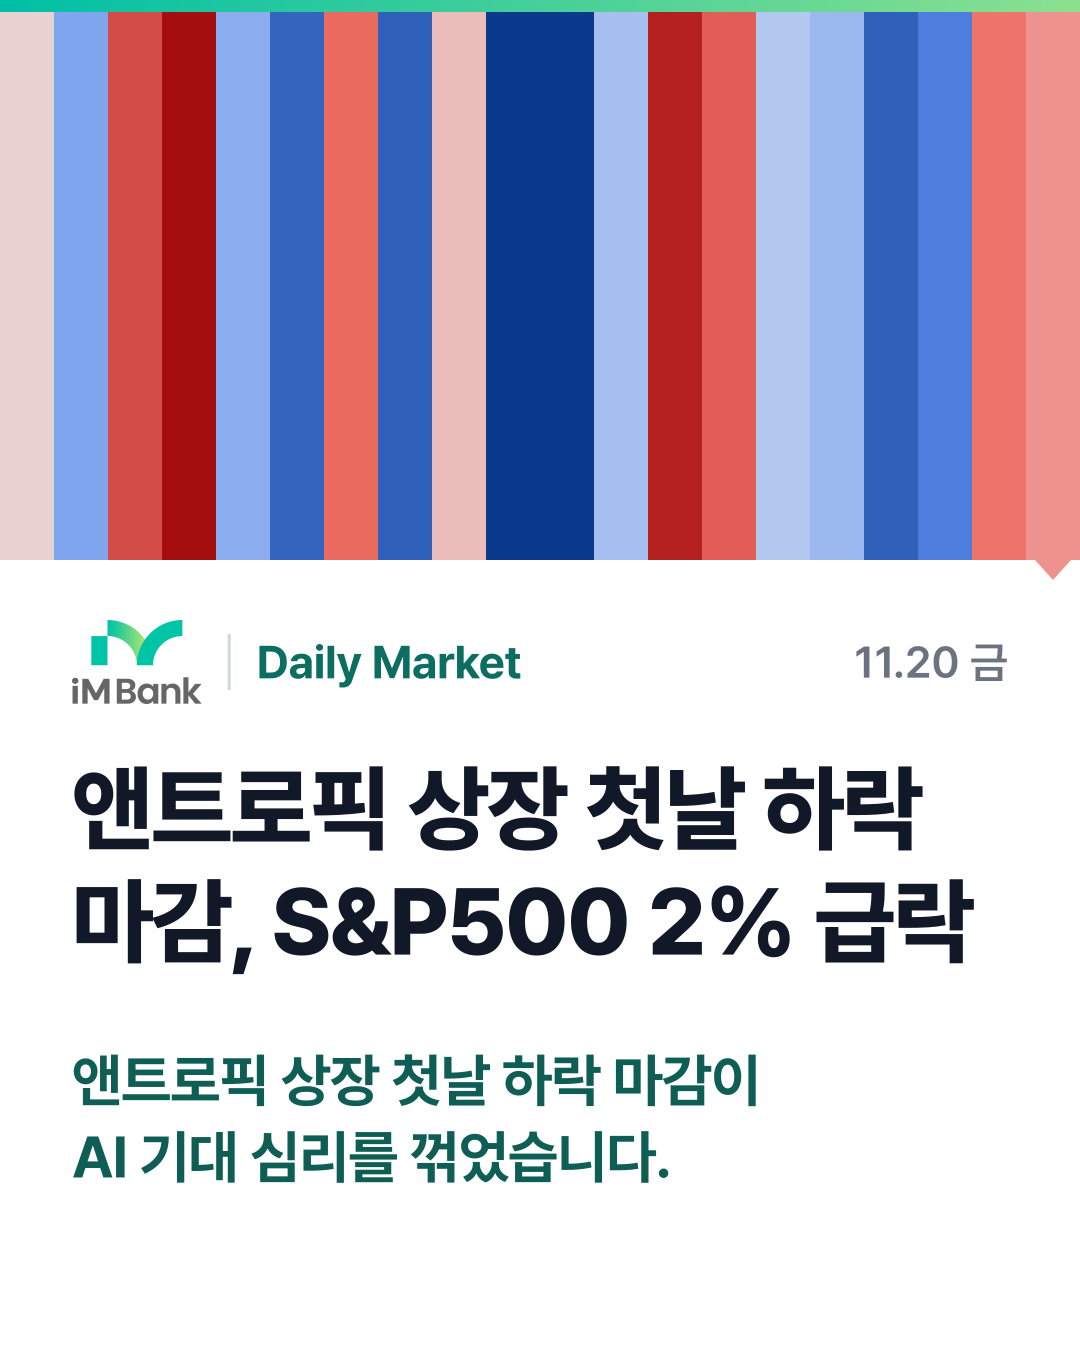 iM Bank
Daily Market
11.20 금
앤트로픽 상장 첫날 하락
마감, S&P500 2% 급락
앤트로픽 상장 첫날 하락 마감이
AI 기대 심리를 꺾었습니다.